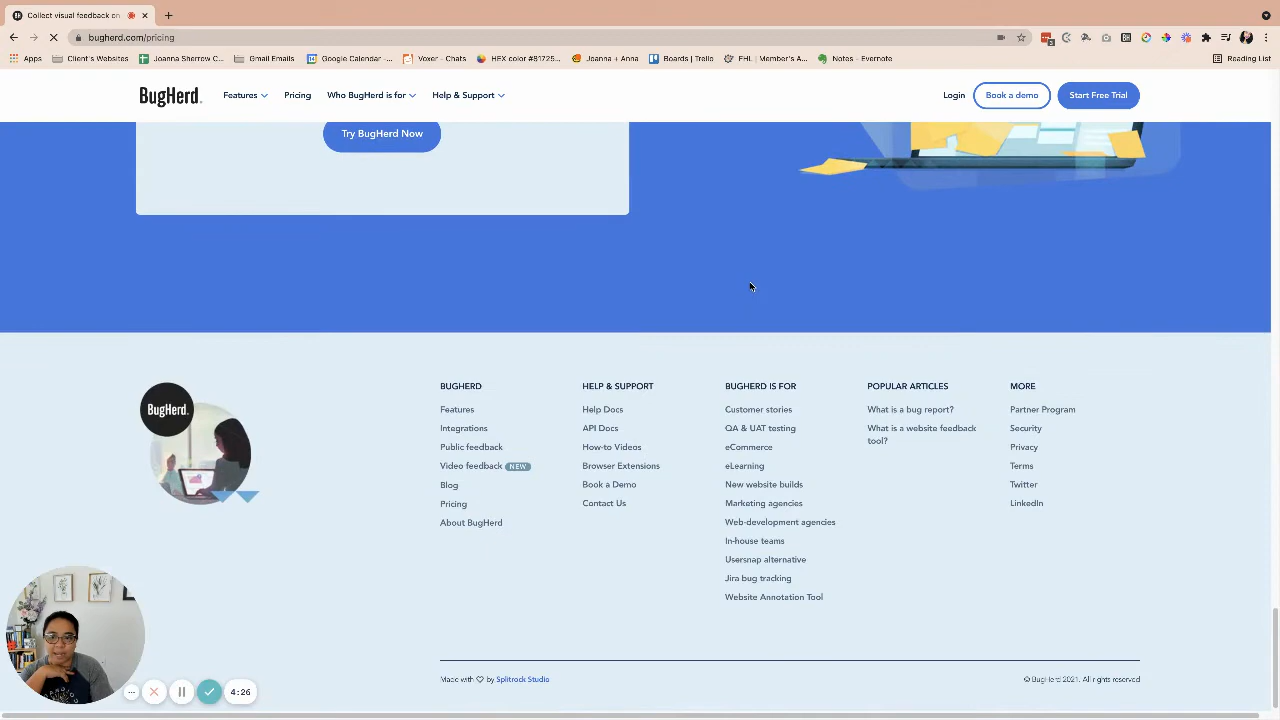 Collect visual feedback on
bugherd.com/pricing
Apps
Client's Websites
Joanna Sherrow C...
Gmail Emails
Google Calendar -...
Voxer - Chats
HEX color #81725...
Joanna + Anna
Boards | Trello
FHL | Member's A...
Notes - Evernote
Reading List
BugHerd.
Features
Pricing
Who BugHerd is for
Help & Support
Login
Book a demo
Start Free Trial
Try BugHerd Now
BugHerd.
BUGHERD
Features
Integrations
Public feedback
Video feedback NEW
Blog
Pricing
About BugHerd
HELP & SUPPORT
Help Docs
API Docs
How-to Videos
Browser Extensions
Book a Demo
Contact Us
BUGHERD IS FOR
Customer stories
QA & UAT testing
eCommerce
eLearning
New website builds
Marketing agencies
Web-development agencies
In-house teams
Usersnap alternative
Jira bug tracking
Website Annotation Tool
POPULAR ARTICLES
What is a bug report?
What is a website feedback
tool?
MORE
Partner Program
Security
Privacy
Terms
Twitter
LinkedIn
Made with ♡ by Splitrock Studio
© BugHerd 2021. All rights reserved
4:26